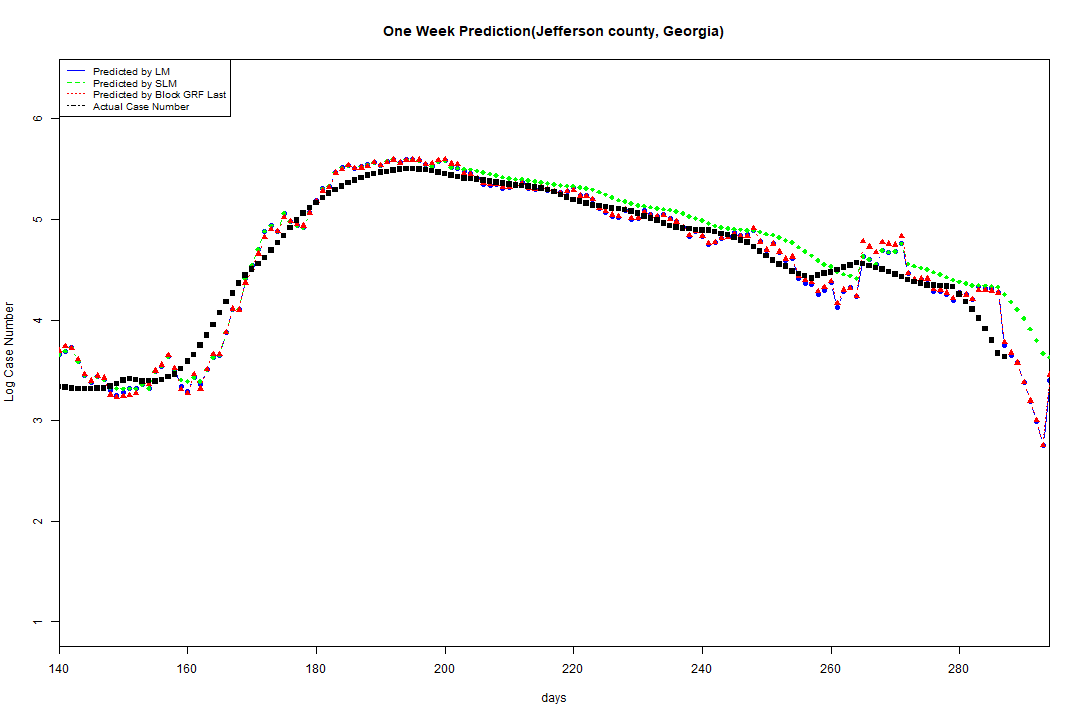 One Week Prediction(Jefferson county, Georgia)
Predicted by LM
Predicted by SLM
Predicted by Block GRF Last
Actual Case Number
6
5
4
3
2
1
Log Case Number
140 160 180 200 220 240 260 280
days